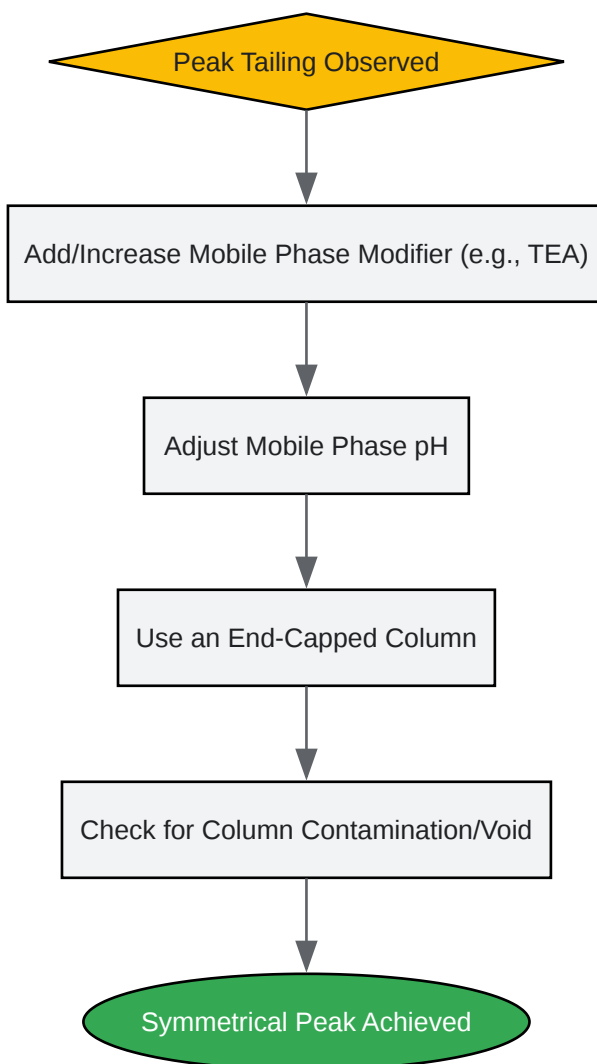 Peak Tailing Observed
Add/Increase Mobile Phase Modifier (e.g., TEA)
Adjust Mobile Phase pH
Use an End-Capped Column
Check for Column Contamination/Void
Symmetrical Peak Achieved